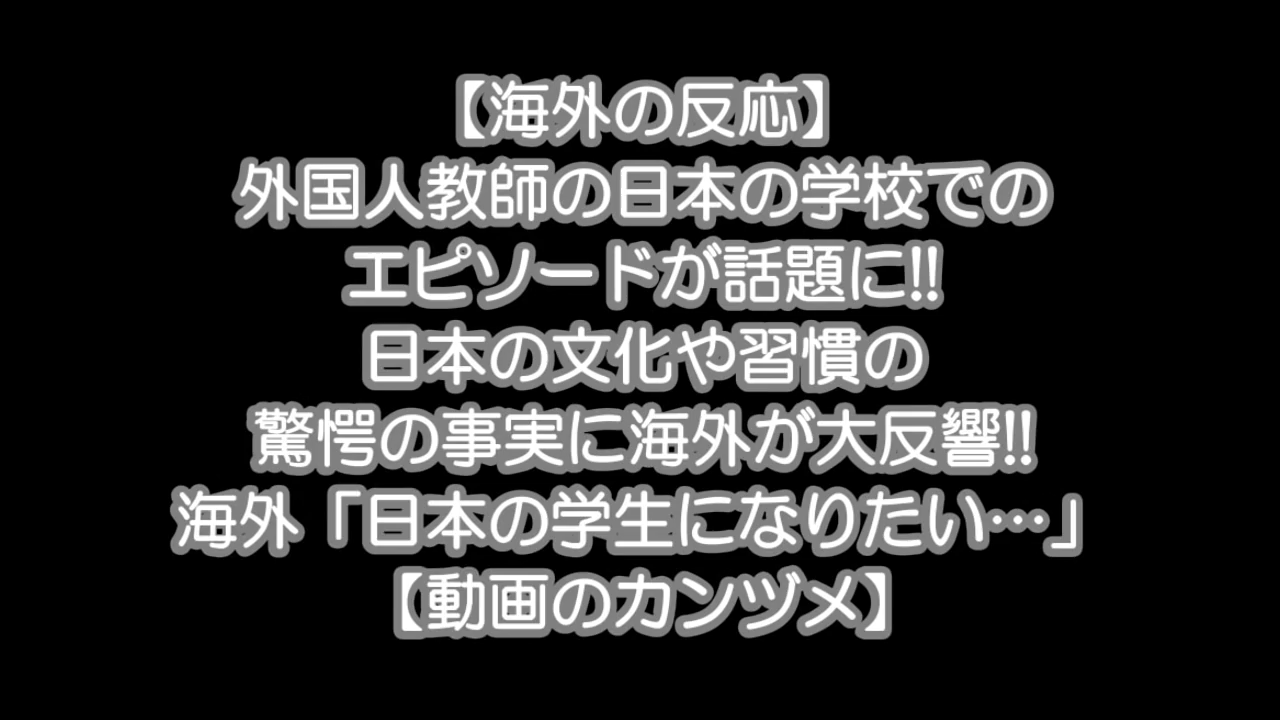 【海外の反応】
外国人教師の日本の学校での
エピソードが話題に!!
日本の文化や習慣の
驚愕の事実に海外が大反響!!
海外「日本の学生になりたい…」
【動画のカンヅメ】